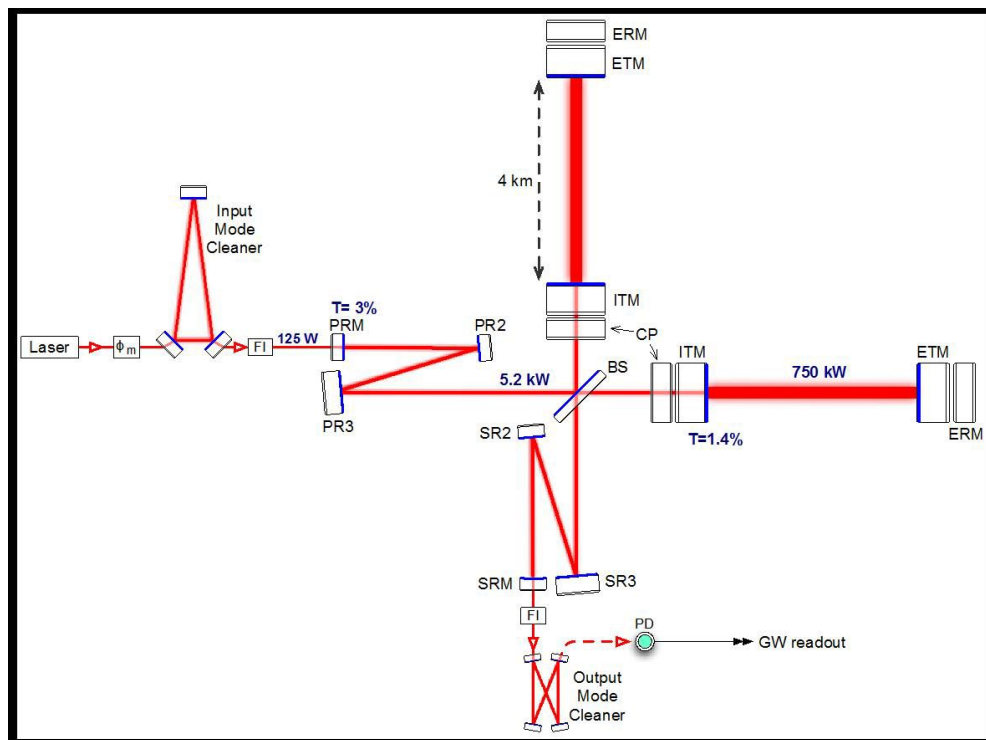 ERM
ETM
4 km
Input
Mode
Cleaner
ITM
T= 3%
PRM
PR2
CP
Laser
ϕm
FI
125 W
ITM
ETM
BS
5.2 kW
750 kW
PR3
SR2
T=1.4%
ERM
SRM
SR3
FI
PD
GW readout
Output
Mode
Cleaner